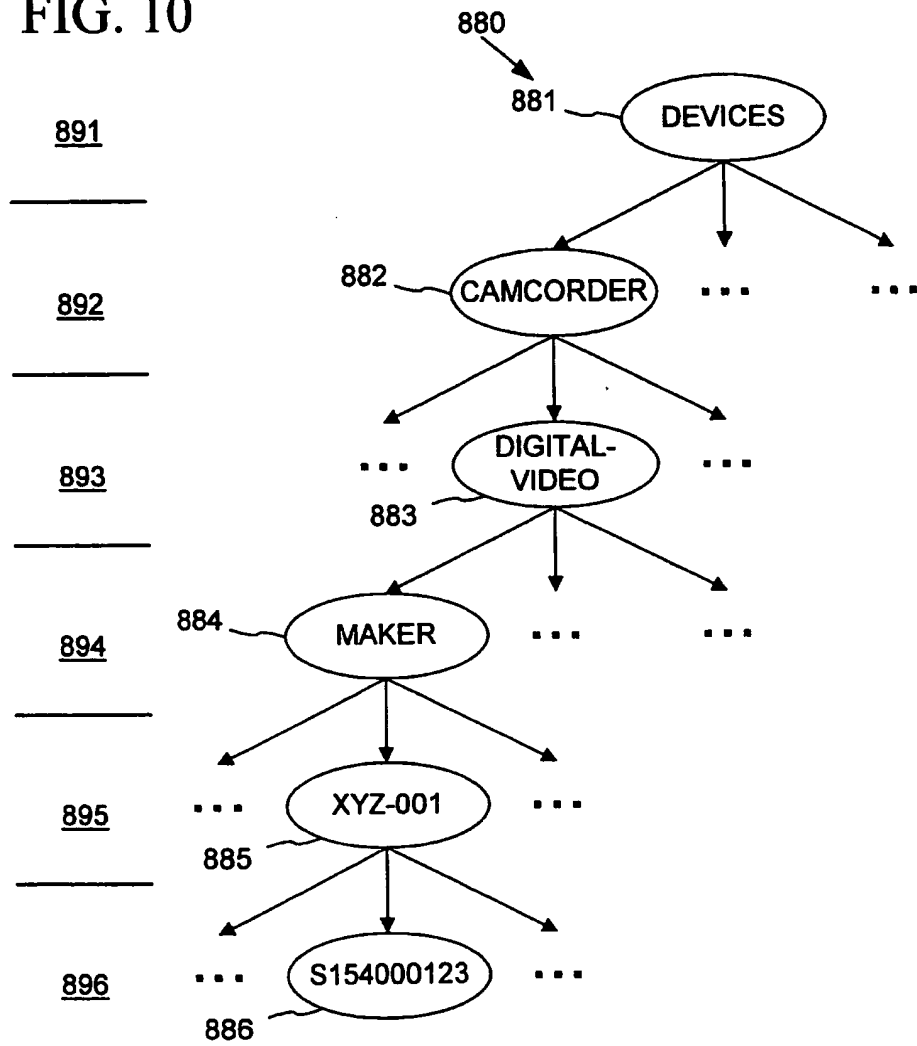 FIG. 10
880
891
881
DEVICES
892
882
CAMCORDER
...
...
893
...
DIGITAL-
VIDEO
...
883
894
884
MAKER
...
...
895
...
XYZ-001
...
885
896
...
S154000123
...
886